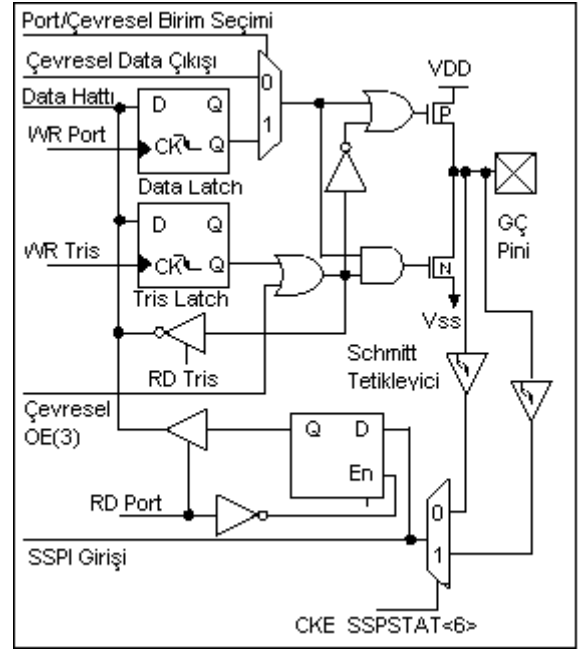 Port/Çevresel Birim Seçimi
Çevresel Data Çıkışı
Data Hattı
WR Port
D Q
CK Q
Data Latch
0
1
VDD
P
WR Tris
D Q
CK Q
Tris Latch
GÇ
Pini
N
Vss
RD Tris
Schmitt
Tetikleyici
Çevresel
OE(3)
Q D
En
RD Port
0
1
SSPI Girişi
CKE SSPSTAT<6>